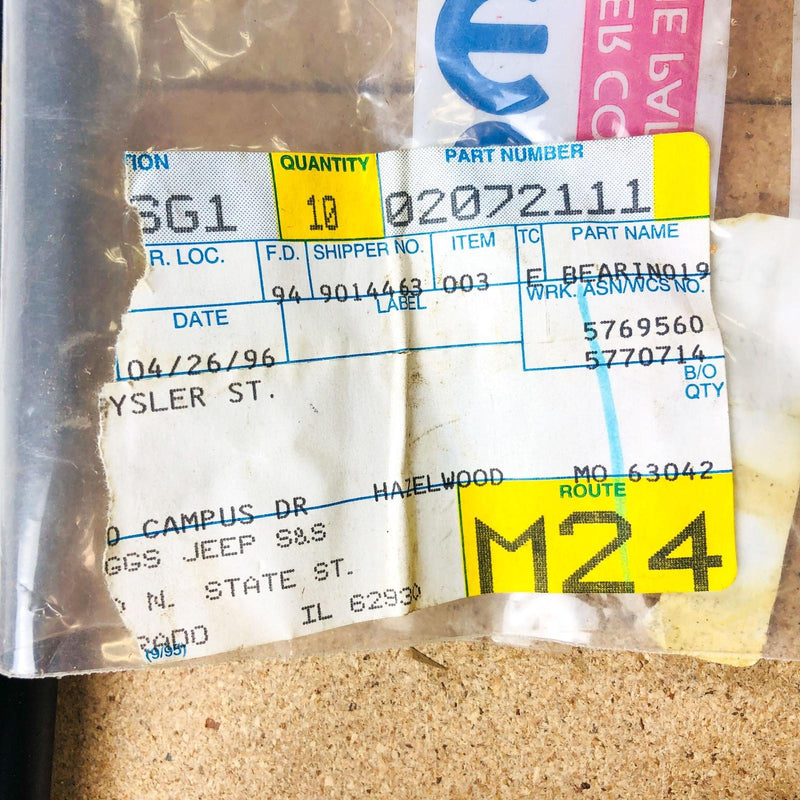 ION QUANTITY PART NUMBER
SG1 10 02072111
R. LOC. F.D. SHIPPER NO. ITEM TC PART NAME
94 9014463 003 E BEARING19
LABEL WRK. ASN/WCS NO.
DATE 5769560
04/26/96 5770714
YSLER ST. B/O
QTY
CAMPUS DR HAZELWOOD MO 63042
GGS JEEP S&S ROUTE
N. STATE ST. M24
IL 62930
RADO
(9/95)